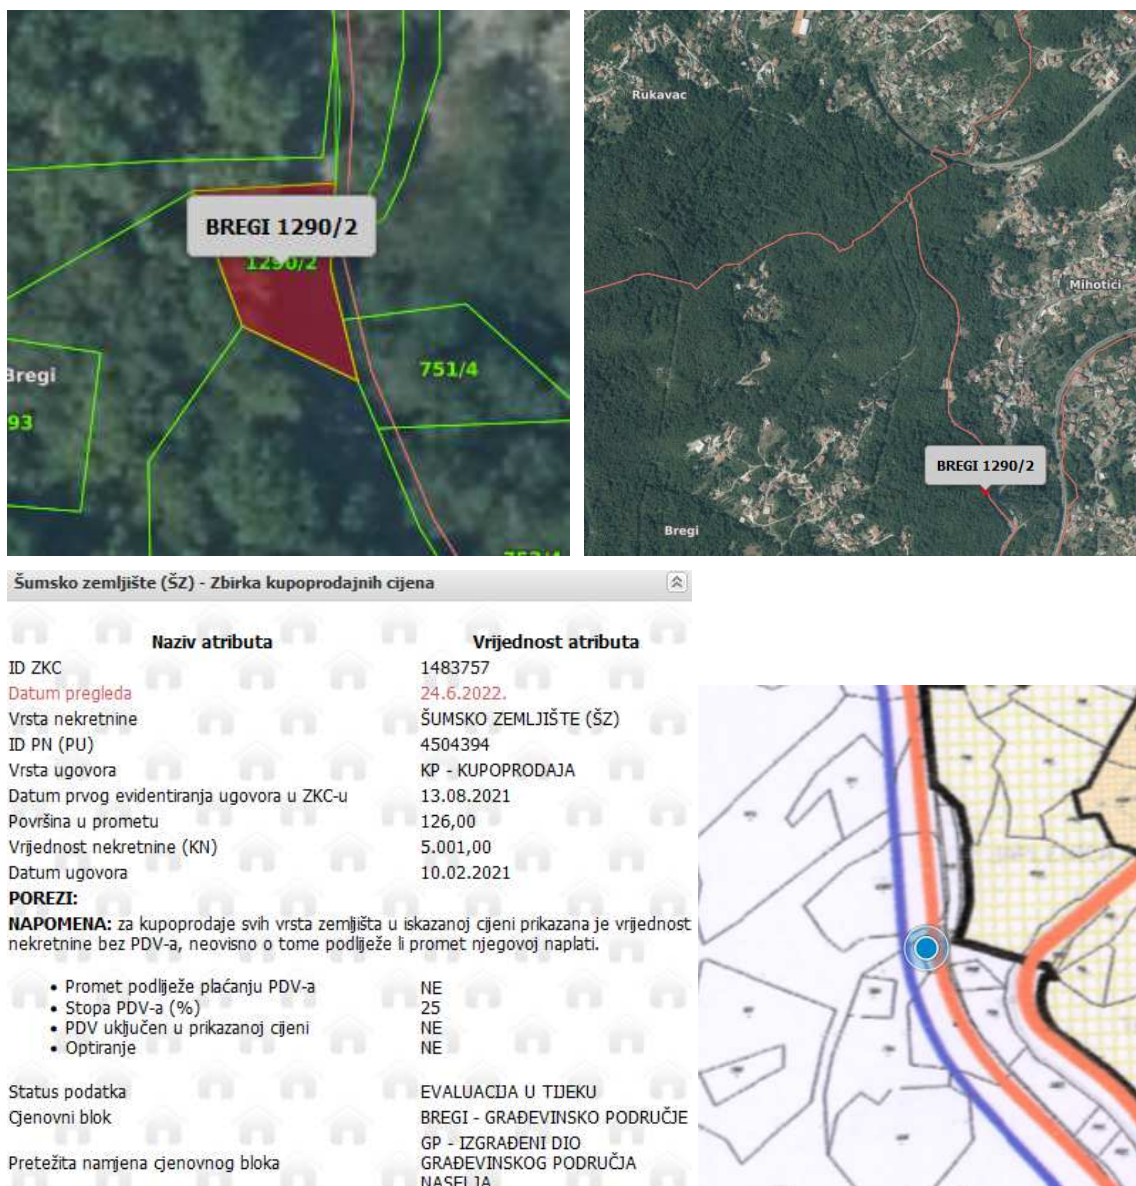 BREGI 1290/2
1290/2
751/4
Bregi
93
Rukavac
Mihotići
BREGI 1290/2
Bregi
Šumsko zemljište (ŠZ) - Zbirka kupoprodajnih cijena
Naziv atributa Vrijednost atributa
ID ZKC 1483757
Datum pregleda 24.6.2022.
Vrsta nekretnine ŠUMSKO ZEMLJIŠTE (ŠZ)
ID PN (PU) 4504394
Vrsta ugovora KP - KUPOPRODAJA
Datum prvog evidentiranja ugovora u ZKC-u 13.08.2021
Površina u prometu 126,00
Vrijednost nekretnine (KN) 5.001,00
Datum ugovora 10.02.2021
POREZI:
NAPOMENA: za kupoprodaje svih vrsta zemljišta u iskazanoj cijeni prikazana je vrijednost
nekretnine bez PDV-a, neovisno o tome podliježe li promet njegovoj naplati.
• Promet podliježe plaćanju PDV-a NE
• Stopa PDV-a (%) 25
• PDV uključen u prikazanoj cijeni NE
• Optiranje NE
Status podatka EVALUACIJA U TIJEKU
Cjenovni blok BREGI - GRAĐEVINSKO PODRUČJE
GP - IZGRAĐENI DIO
Pretežita namjena cjenovnog bloka GRAĐEVINSKOG PODRUČJA
NASELJA